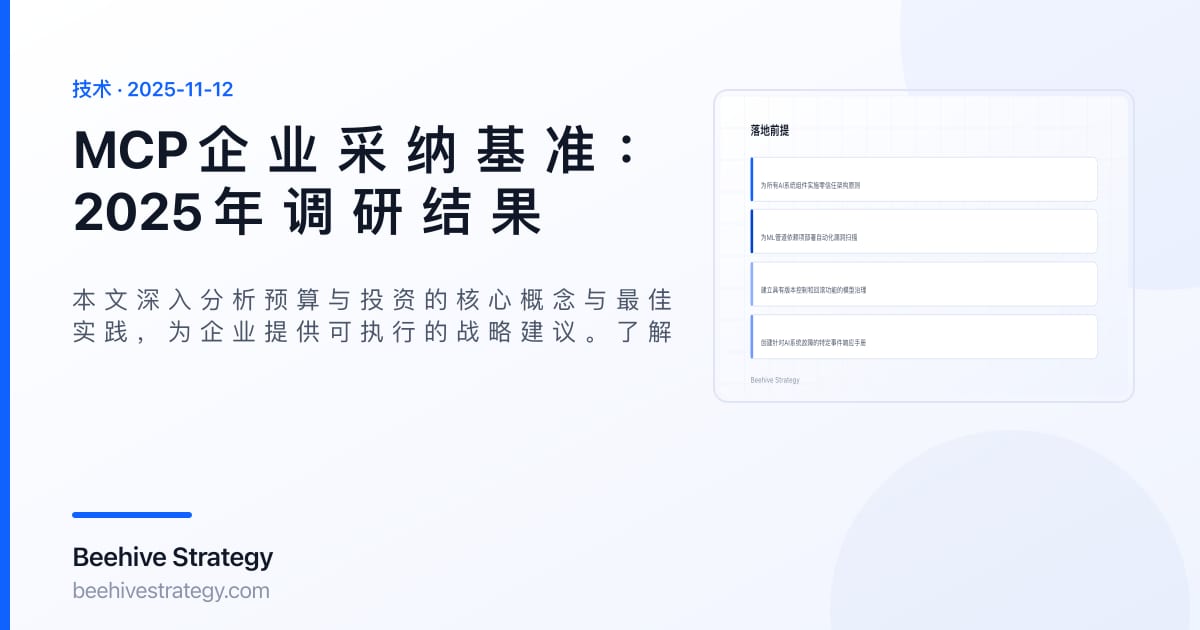 技术 · 2025-11-12
MCP企业采纳基准：
2025年调研结果
本文深入分析预算与投资的核心概念与最佳
实践，为企业提供可执行的战略建议。了解
落地前提
为所有AI系统组件实施零信任架构原则
为ML管道依赖项部署自动化漏洞扫描
建立具有版本控制和回滚功能的模型治理
创建针对AI系统故障的特定事件响应手册
Beehive Strategy
Beehive Strategy
beehivestrategy.com